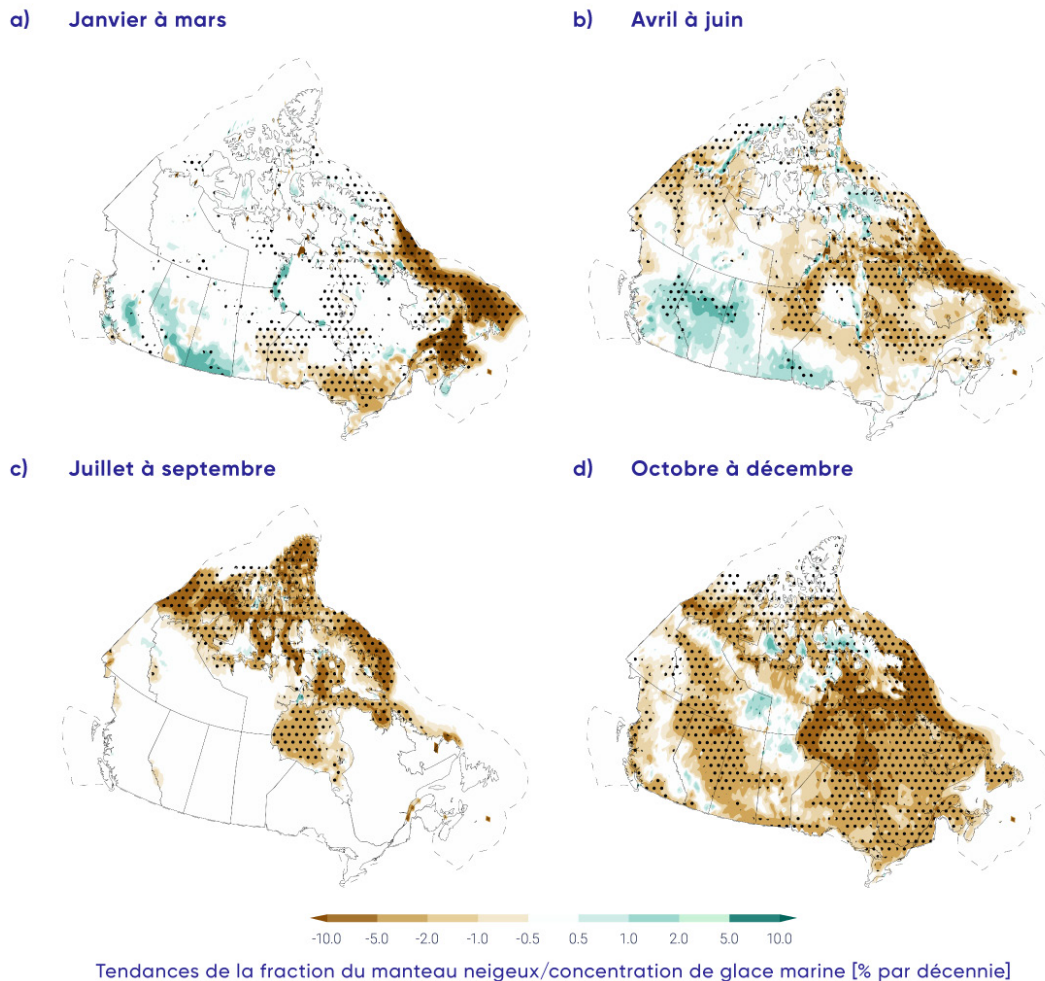 a) Janvier à mars
b) Avril à juin
c) Juillet à septembre
d) Octobre à décembre
-10.0 -5.0 -2.0 -1.0 -0.5 0.5 1.0 2.0 5.0 10.0
Tendances de la fraction du manteau neigeux/concentration de glace marine [% par décennie]